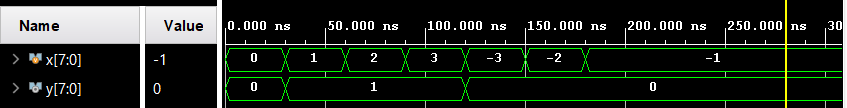 Name Value 0.000 ns 50.000 ns 100.000 ns 150.000 ns 200.000 ns 250.000 ns 30
x[7:0] -1 0 1 2 3 -3 -2 -1
y[7:0] 0 0 1 0